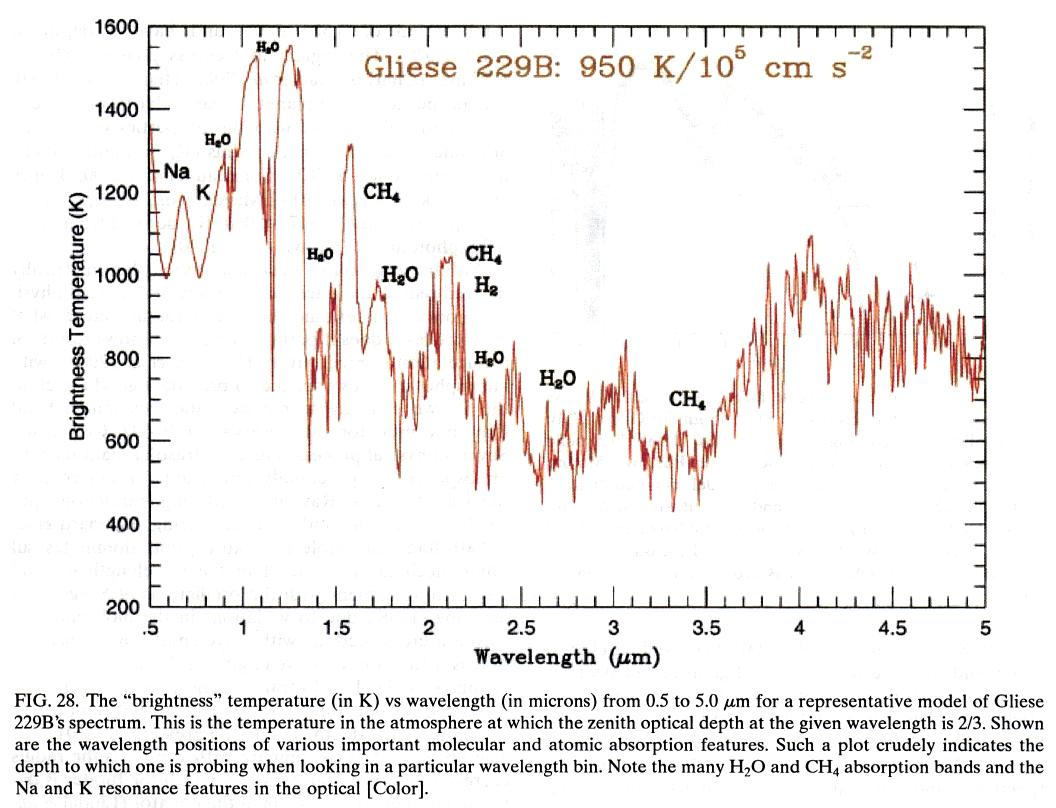 1600
H₂O
Gliese 229B: 950 K/10⁵ cm s⁻²
1400
H₂O
Na
K
1200
CH₄
H₂O
H₂O
CH₄
H₂
1000
Brightness Temperature (K)
800
H₂O
H₂O
CH₄
600
400
200
.5 1 1.5 2 2.5 3 3.5 4 4.5 5
Wavelength (μm)
FIG. 28. The “brightness” temperature (in K) vs wavelength (in microns) from 0.5 to 5.0 μm for a representative model of Gliese
229B’s spectrum. This is the temperature in the atmosphere at which the zenith optical depth at the given wavelength is 2/3. Shown
are the wavelength positions of various important molecular and atomic absorption features. Such a plot crudely indicates the
depth to which one is probing when looking in a particular wavelength bin. Note the many H₂O and CH₄ absorption bands and the
Na and K resonance features in the optical [Color].